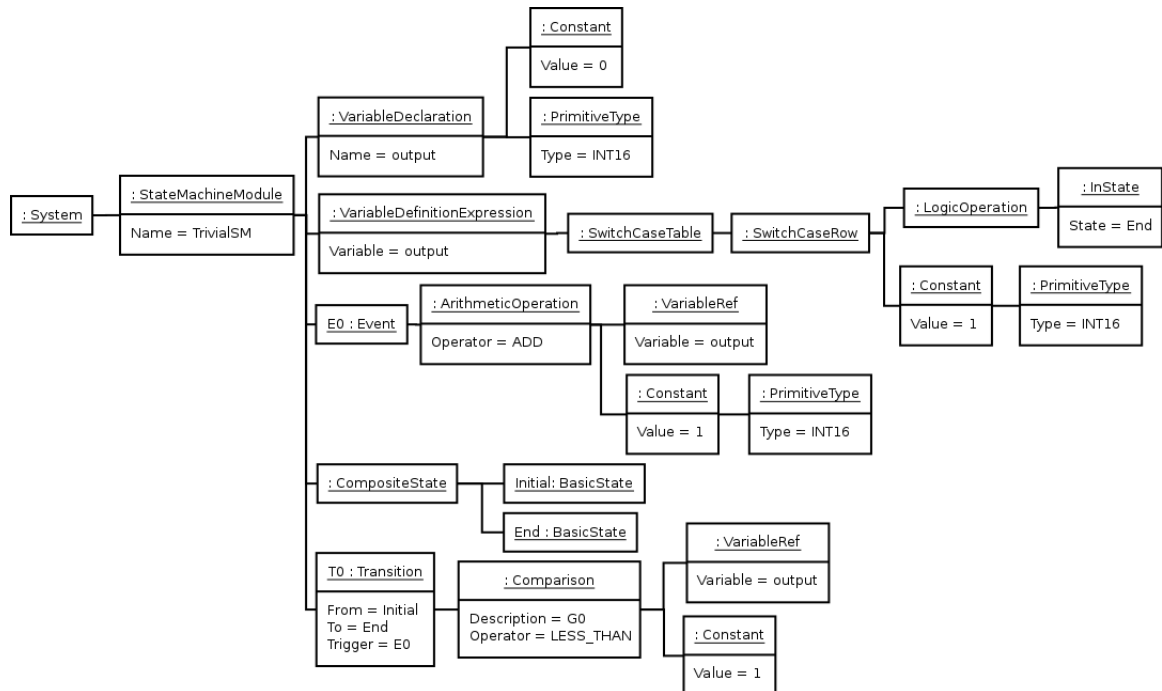 : Constant
Value = 0
: VariableDeclaration
Name = output
: PrimitiveType
Type = INT16
: System
: StateMachineModule
Name = TrivialSM
: VariableDefinitionExpression
Variable = output
: SwitchCaseTable
: SwitchCaseRow
: LogicOperation
: InState
State = End
: Constant
Value = 1
: PrimitiveType
Type = INT16
E0 : Event
: ArithmeticOperation
Operator = ADD
: VariableRef
Variable = output
: Constant
Value = 1
: PrimitiveType
Type = INT16
: CompositeState
Initial: BasicState
End : BasicState
T0 : Transition
From = Initial
To = End
Trigger = E0
: Comparison
Description = G0
Operator = LESS_THAN
: VariableRef
Variable = output
: Constant
Value = 1